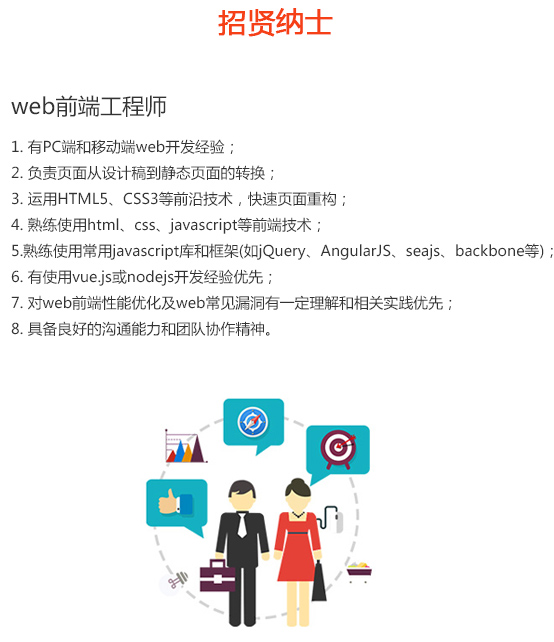 招贤纳士
web前端工程师
1. 有PC端和移动端web开发经验；
2. 负责页面从设计稿到静态页面的转换；
3. 运用HTML5、CSS3等前沿技术，快速页面重构；
4. 熟练使用html、css、javascript等前端技术；
5.熟练使用常用javascript库和框架(如jQuery、AngularJS、seajs、backbone等)；
6. 有使用vue.js或nodejs开发经验优先；
7. 对web前端性能优化及web常见漏洞有一定理解和相关实践优先；
8. 具备良好的沟通能力和团队协作精神。